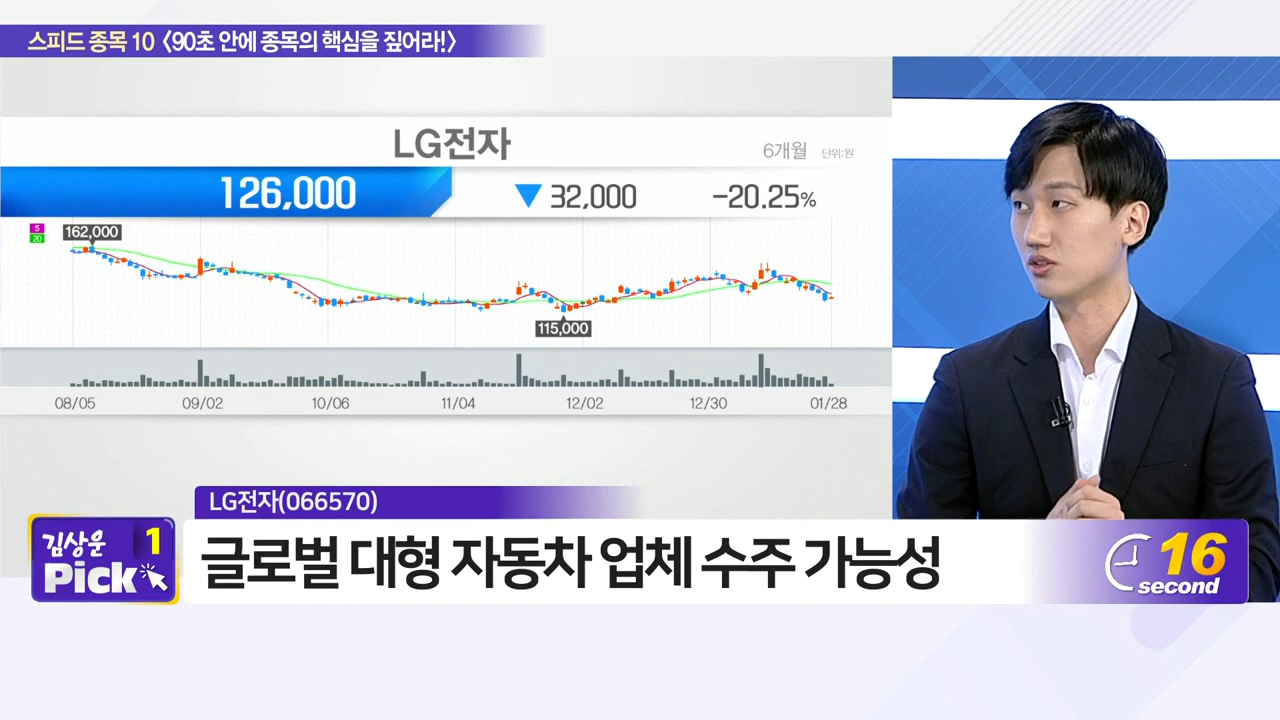 스피드 종목 10 〈90초 안에 종목의 핵심을 짚어라!〉
LG전자
6개월 단위:원
126,000 ▼ 32,000 -20.25%
5
20
162,000
115,000
08/05 09/02 10/06 11/04 12/02 12/30 01/28
LG전자(066570)
김상운 1
Pick
글로벌 대형 자동차 업체 수주 가능성
16
second